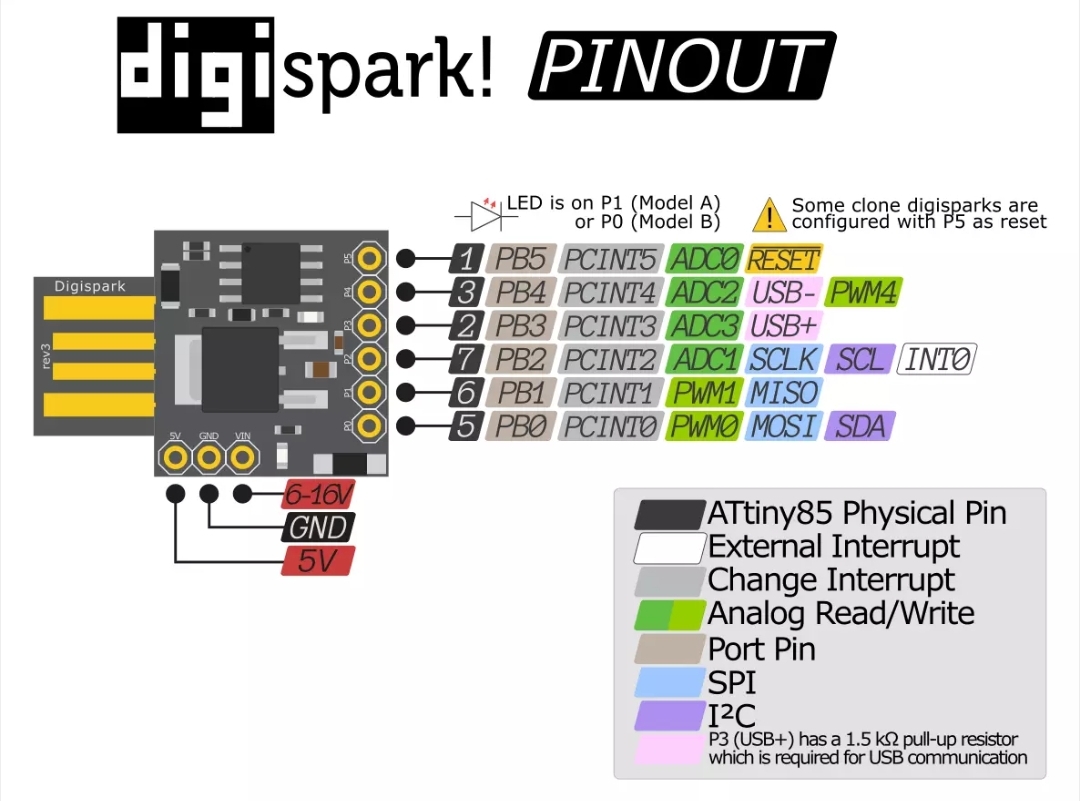 digispark! PINOUT
LED is on P1 (Model A)
or P0 (Model B)
! Some clone digisparks are
configured with P5 as reset
Digispark
rev3
P5
P4
P3
P2
P1
P0
5V GND VIN
1 PB5 PCINT5 ADC0 RESET
3 PB4 PCINT4 ADC2 USB- PWM4
2 PB3 PCINT3 ADC3 USB+
7 PB2 PCINT2 ADC1 SCLK SCL INT0
6 PB1 PCINT1 PWM1 MISO
5 PB0 PCINT0 PWM0 MOSI SDA
6-16V
GND
5V
ATtiny85 Physical Pin
External Interrupt
Change Interrupt
Analog Read/Write
Port Pin
SPI
I²C
P3 (USB+) has a 1.5 kΩ pull-up resistor
which is required for USB communication